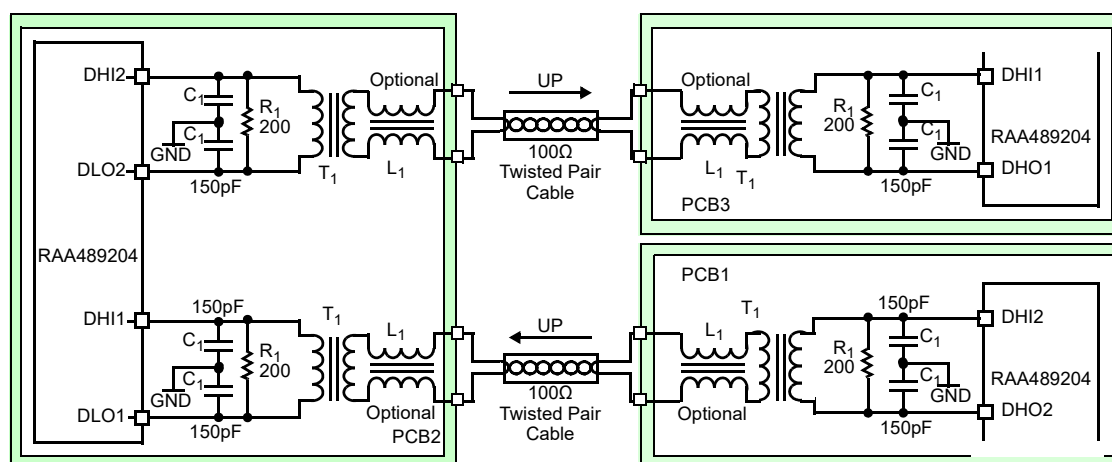 DHI2
C₁
C₁
GND
R₁
200
DLO2
150pF
T₁
Optional
L₁
UP
100Ω
Twisted Pair
Cable
Optional
L₁
T₁
PCB3
R₁
200
C₁
C₁
GND
150pF
DHI1
RAA489204
DHO1
RAA489204
DHI1
150pF
C₁
C₁
GND
R₁
200
DLO1
150pF
T₁
L₁
Optional
PCB2
UP
100Ω
Twisted Pair
Cable
PCB1
L₁
T₁
Optional
R₁
200
150pF
C₁
C₁
GND
150pF
DHI2
RAA489204
DHO2